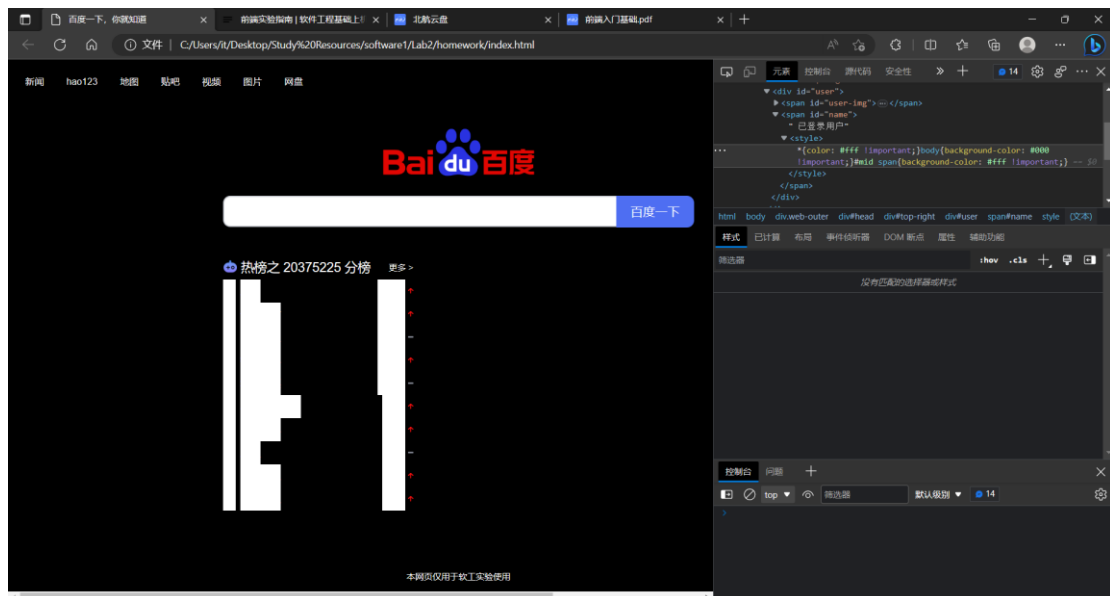 百度一下，你就知道
前端实验指南 | 软件工程基础上
北航云盘
前端入门基础.pdf
文件 | C:/Users/it/Desktop/Study%20Resources/software1/Lab2/homework/index.html
新闻 hao123 地图 贴吧 视频 图片 网盘
Bai du 百度
百度一下
热榜之 20375225 分榜 更多 >
本网页仅用于软工实验使用
元素 控制台 源代码 安全性 » 14
▼<div id="user">
▶<span id="user-img">⋯</span>
▼<span id="name">
" 已登录用户"
▼<style>
*{color: #fff !important;}body{background-color: #000
!important;}#mid span{background-color: #fff !important;} == $0
</style>
</span>
</div>
html body div.web-outer div#head div#top-right div#user span#name style (文本)
样式 已计算 布局 事件侦听器 DOM 断点 属性 辅助功能
筛选器 :hov .cls
没有匹配的选择器或样式
控制台 问题
top ▼ 筛选器 默认级别 ▼ 14